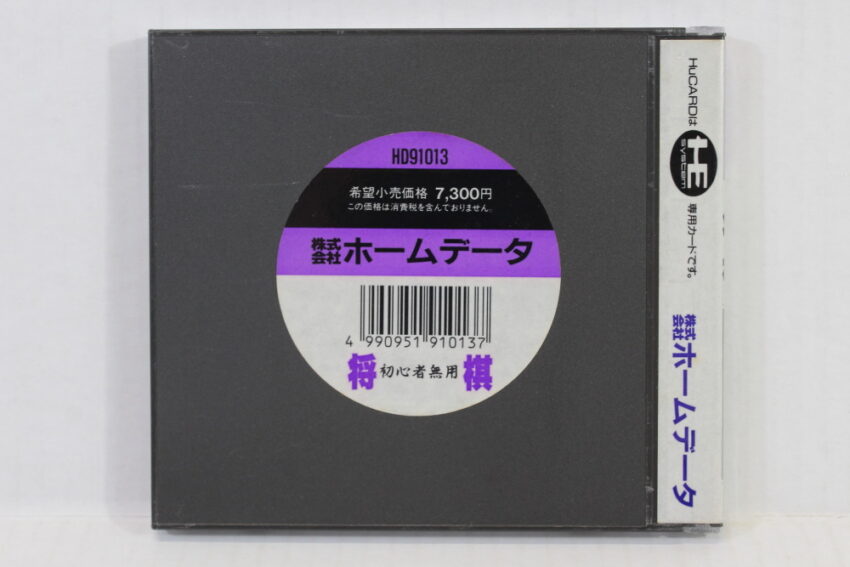 HD91013
希望小売価格 7,300円
この価格は消費税を含んでおりません。
株式会社ホームデータ
4 990951 910137
将 初心者無用 棋
HuCARDは
HE
system
専用カードです。
株式会社ホームデータ